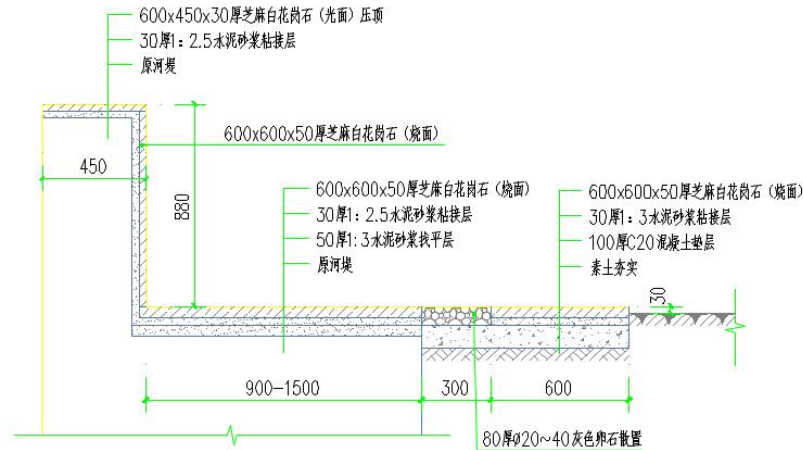 600x450x30厚芝麻白花岗石（光面）压顶
30厚1：2.5水泥砂浆粘接层
原河堤
600x600x50厚芝麻白花岗石（烧面）
450
880
600x600x50厚芝麻白花岗石（烧面）
30厚1：2.5水泥砂浆粘接层
50厚1:3水泥砂浆找平层
原河堤
600x600x50厚芝麻白花岗石（烧面）
30厚1：3水泥砂浆粘接层
100厚C20混凝土垫层
素土夯实
30
900-1500
300
600
80厚ø20~40灰色卵石散置